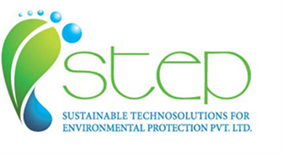 step
SUSTAINABLE TECHNOSOLUTIONS FOR
ENVIRONMENTAL PROTECTION PVT. LTD.